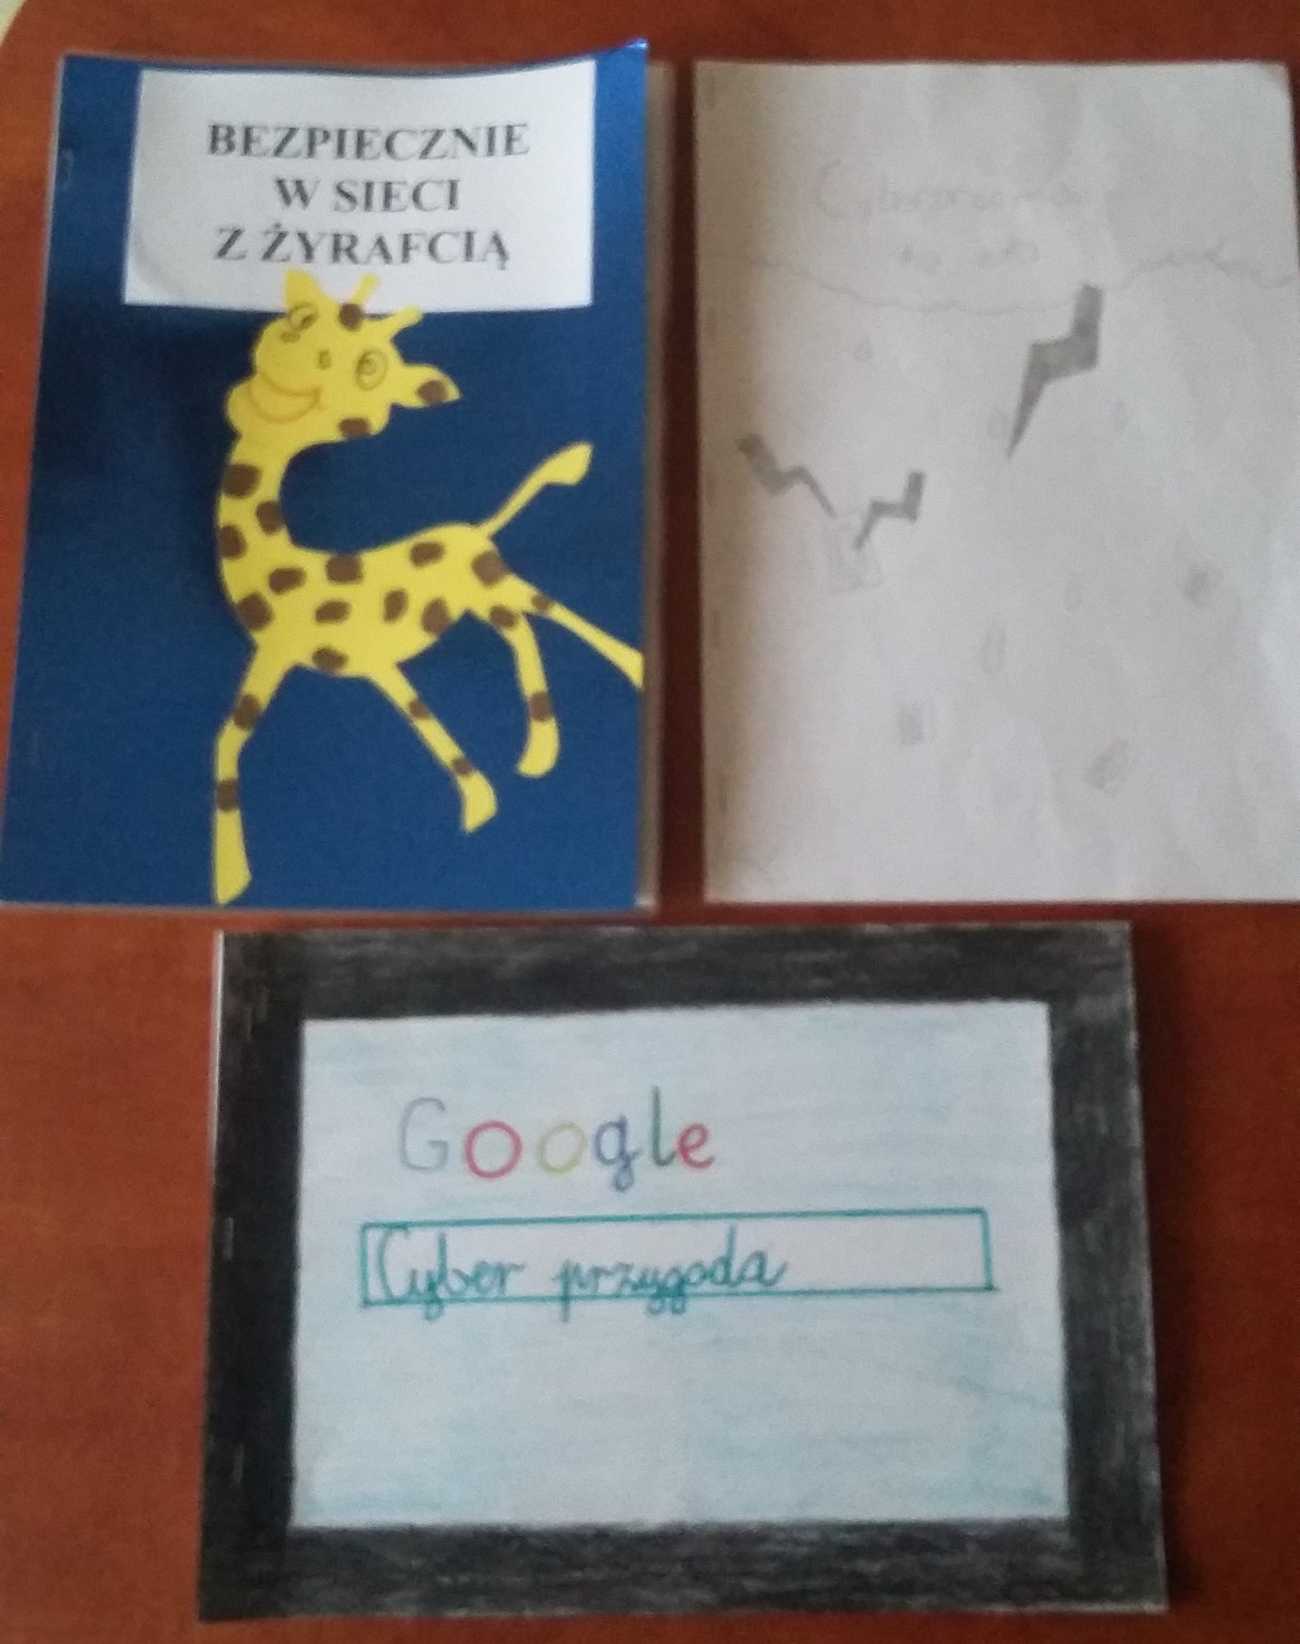 BEZPIECZNIE
W SIECI
Z ŻYRAFCIĄ
Google
Cyber przygoda